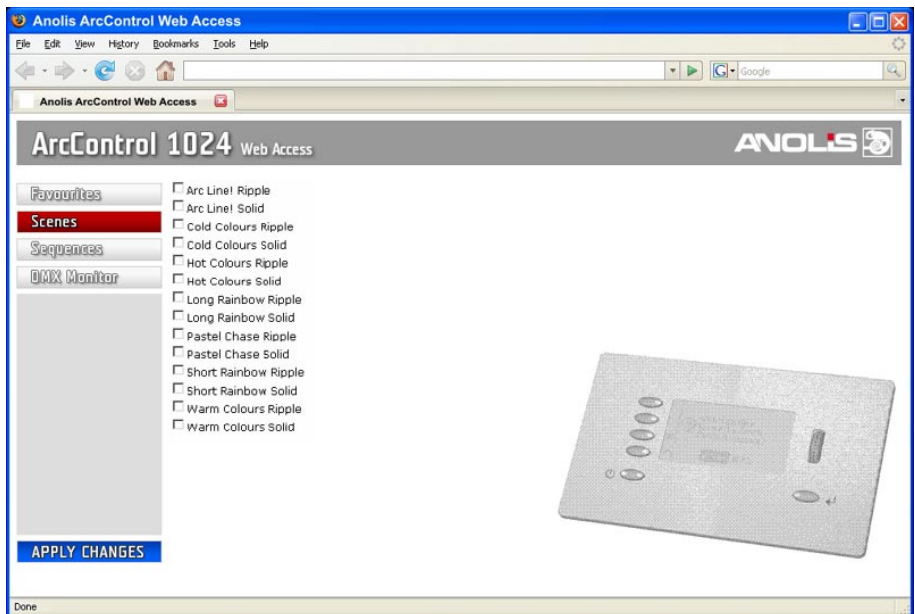 Anolis ArcControl Web Access
File Edit View History Bookmarks Tools Help
Google
Anolis ArcControl Web Access
ArcControl 1024 Web Access
ANOLIS
Favourites
Scenes
Sequences
DMX Monitor
Arc Line! Ripple
Arc Line! Solid
Cold Colours Ripple
Cold Colours Solid
Hot Colours Ripple
Hot Colours Solid
Long Rainbow Ripple
Long Rainbow Solid
Pastel Chase Ripple
Pastel Chase Solid
Short Rainbow Ripple
Short Rainbow Solid
Warm Colours Ripple
Warm Colours Solid
APPLY CHANGES
Done